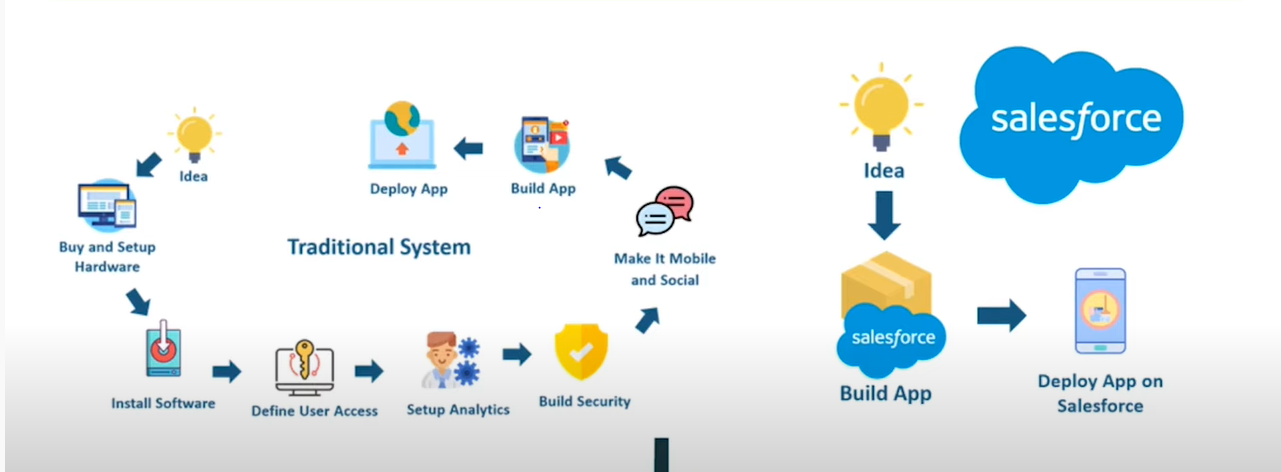 Idea
Buy and Setup
Hardware
Install Software
Define User Access
Setup Analytics
Build Security
Make It Mobile
and Social
Build App
Deploy App
Traditional System
salesforce
Idea
salesforce
Build App
Deploy App on
Salesforce